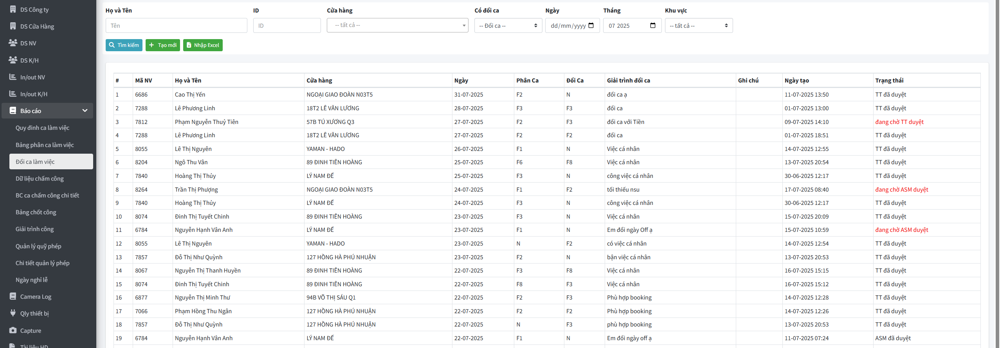 DS Công ty
DS Cửa Hàng
DS NV
DS K/H
In/out NV
In/out K/H
Báo cáo
Quy đinh ca làm việc
Bảng phân ca làm việc
Đổi ca làm việc
Dữ liệu chấm công
BC ca chấm công chi tiết
Bảng chốt công
Giải trình công
Quản lý quỹ phép
Chi tiết quản lý phép
Ngày nghỉ lễ
Camera Log
Qly thiết bị
Capture
Tài liệu HD
Họ và Tên ID Cửa hàng Có đổi ca Ngày Tháng Khu vực
Tên ID -- tất cả -- -- Đổi ca -- dd/mm/yyyy 07 2025 -- tất cả --
Tìm kiếm Tạo mới Nhập Excel
# Mã NV Họ và Tên Cửa hàng Ngày Phân Ca Đổi Ca Giải trình đổi ca Ghi chú Ngày tạo Trạng thái
1 6686 Cao Thị Yến NGOẠI GIAO ĐOÀN N03T5 31-07-2025 F2 N đổi ca ạ 11-07-2025 13:50 TT đã duyệt
2 7288 Lê Phương Linh 18T2 LÊ VĂN LƯƠNG 28-07-2025 F3 F3 đổi ca 01-07-2025 13:00 TT đã duyệt
3 7812 Phạm Nguyễn Thuỷ Tiên 57B TÚ XƯƠNG Q3 27-07-2025 F2 F3 đổi ca với Tiền 09-07-2025 14:10 đang chờ TT duyệt
4 7288 Lê Phương Linh 18T2 LÊ VĂN LƯƠNG 27-07-2025 F2 F2 đổi ca 01-07-2025 18:51 TT đã duyệt
5 8055 Lê Thị Nguyên YAMAN - HADO 26-07-2025 F1 N Việc cá nhân 14-07-2025 12:55 TT đã duyệt
6 8204 Ngô Thu Vân 89 ĐINH TIÊN HOÀNG 25-07-2025 F6 F8 Việc cá nhân 13-07-2025 20:54 TT đã duyệt
7 7840 Hoàng Thị Thủy LÝ NAM ĐẾ 25-07-2025 F3 N công việc cá nhân 30-06-2025 12:17 TT đã duyệt
8 8264 Trần Thị Phượng NGOẠI GIAO ĐOÀN N03T5 24-07-2025 F1 F2 tối thiểu nsu 17-07-2025 08:40 đang chờ ASM duyệt
9 7840 Hoàng Thị Thủy LÝ NAM ĐẾ 24-07-2025 F3 N công việc cá nhân 30-06-2025 12:17 TT đã duyệt
10 8074 Đinh Thị Tuyết Chinh 89 ĐINH TIÊN HOÀNG 23-07-2025 F3 N Việc cá nhân 15-07-2025 20:09 TT đã duyệt
11 6784 Nguyễn Hạnh Vân Anh LÝ NAM ĐẾ 23-07-2025 F1 N Em đổi ngày Off ạ 15-07-2025 10:59 đang chờ ASM duyệt
12 8055 Lê Thị Nguyên YAMAN - HADO 23-07-2025 N F2 có việc cá nhân 14-07-2025 12:54 TT đã duyệt
13 7857 Đỗ Thị Như Quỳnh 127 HỒNG HÀ PHÚ NHUẬN 23-07-2025 F2 N bận việc cá nhân 13-07-2025 20:53 TT đã duyệt
14 8067 Nguyễn Thị Thanh Huyền 89 ĐINH TIÊN HOÀNG 22-07-2025 F3 F8 Việc cá nhân 16-07-2025 15:15 TT đã duyệt
15 8074 Đinh Thị Tuyết Chinh 89 ĐINH TIÊN HOÀNG 22-07-2025 F8 F3 Việc cá nhân 16-07-2025 15:12 TT đã duyệt
16 6877 Nguyễn Thị Minh Thư 94B VÕ THỊ SÁU Q1 22-07-2025 F2 F3 Phù hợp booking 14-07-2025 12:28 TT đã duyệt
17 7066 Phạm Hồng Thu Ngân 127 HỒNG HÀ PHÚ NHUẬN 22-07-2025 F2 F2 Phù hợp booking 14-07-2025 12:26 TT đã duyệt
18 7857 Đỗ Thị Như Quỳnh 127 HỒNG HÀ PHÚ NHUẬN 22-07-2025 N F3 phù hợp booking 13-07-2025 20:53 TT đã duyệt
19 6784 Nguyễn Hạnh Vân Anh LÝ NAM ĐẾ 22-07-2025 F1 N Em đổi ngày off ạ 11-07-2025 07:24 ASM đã duyệt